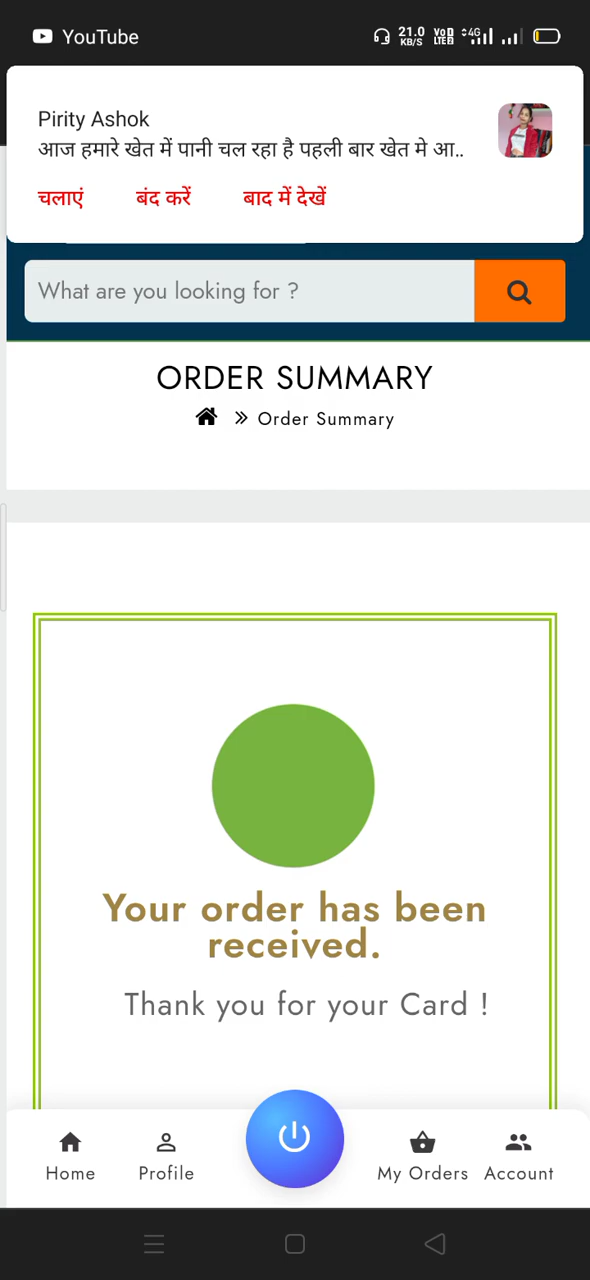 YouTube
21.0
KB/S
4G
Pirity Ashok
आज हमारे खेत में पानी चल रहा है पहली बार खेत मे आ..
चलाएं बंद करें बाद में देखें
What are you looking for ?
ORDER SUMMARY
Order Summary
Your order has been
received.
Thank you for your Card !
Home Profile My Orders Account